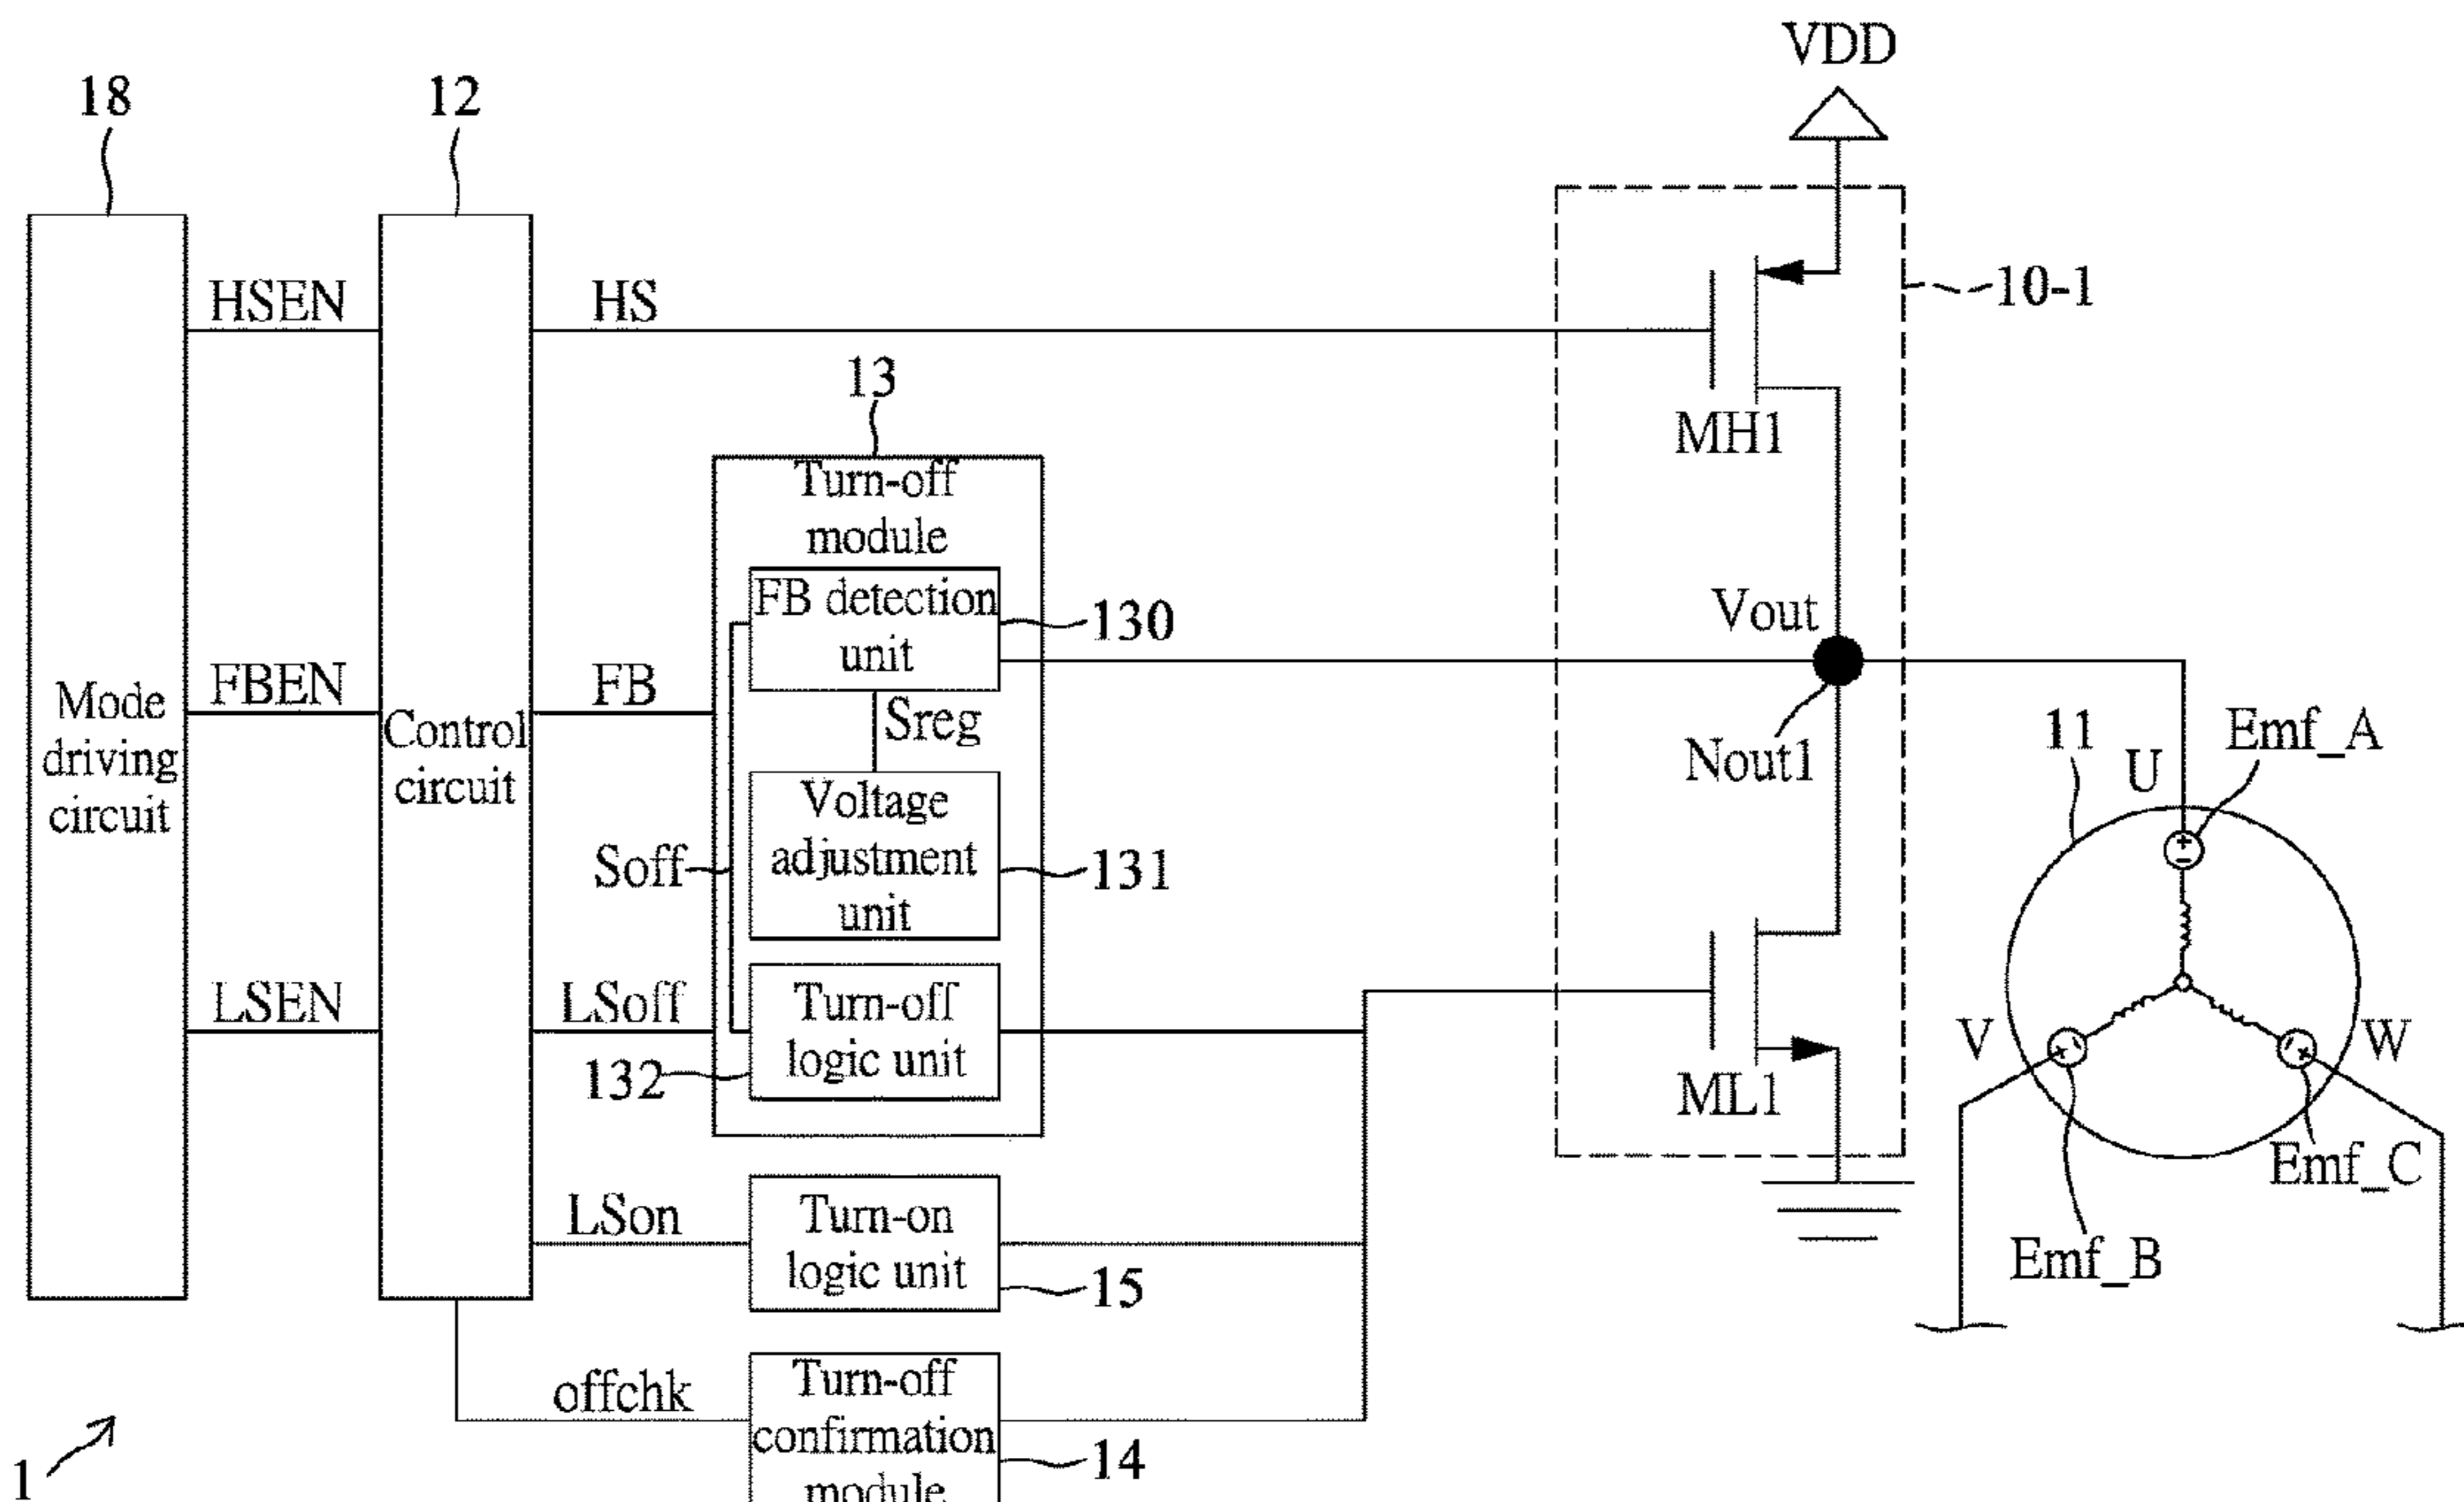 VDD
18
12
HSEN
HS
10-1
13
MH1
Turn-off
module
FB detection
unit
130
Vout
FBEN
FB
Mode
driving
circuit
Control
circuit
Sreg
Nout1
11
U
Emf_A
Voltage
adjustment
unit
131
Soff
LSEN
LSoff
Turn-off
logic unit
132
ML1
V
W
Emf_C
Emf_B
LSon
Turn-on
logic unit
15
offchk
Turn-off
confirmation
module
14
1